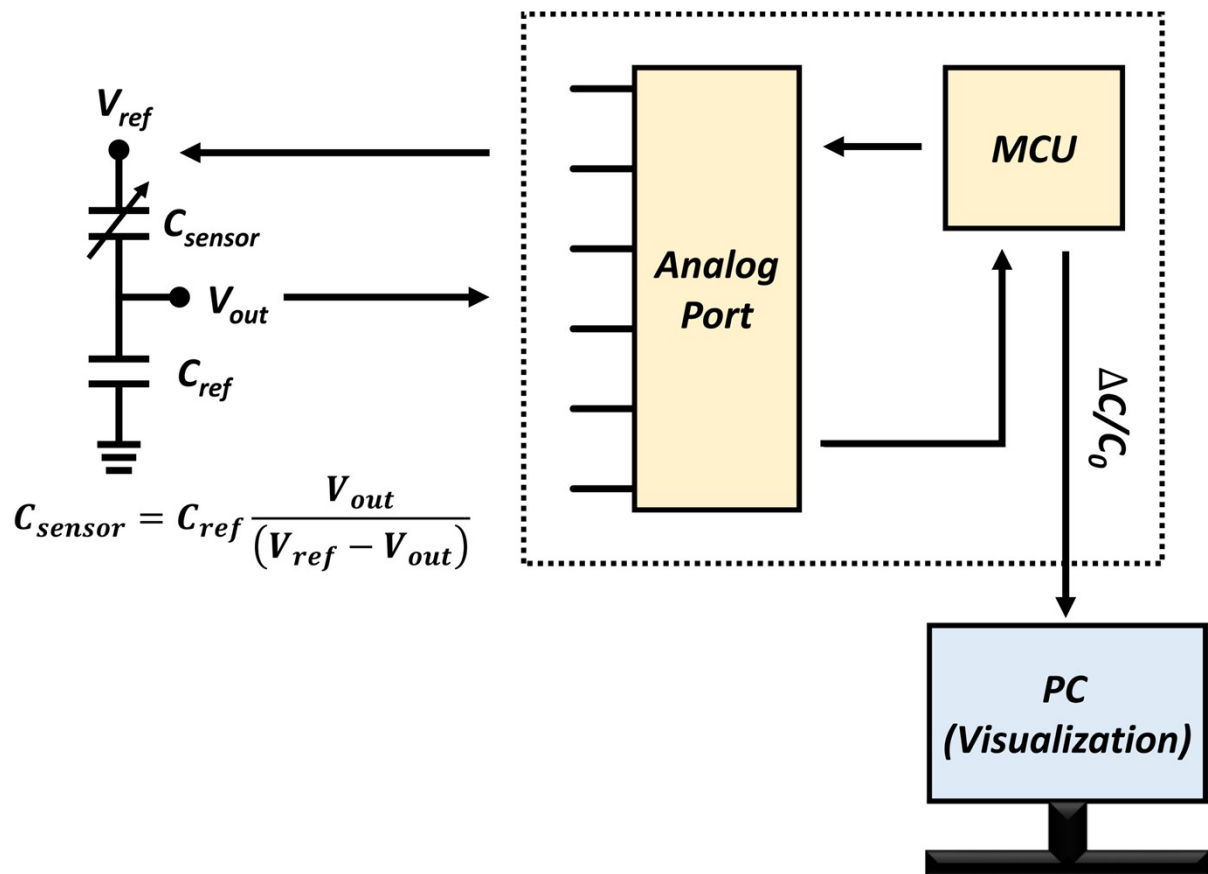 V_ref
C_sensor
V_out
C_ref
C_sensor = C_ref V_out / (V_ref − V_out)
Analog
Port
MCU
ΔC/C_0
PC
(Visualization)